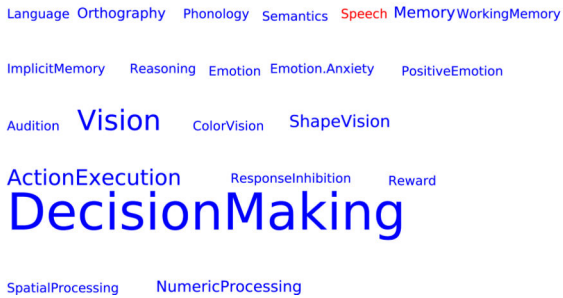 Language Orthography Phonology Semantics Speech Memory WorkingMemory
ImplicitMemory Reasoning Emotion Emotion.Anxiety PositiveEmotion
Audition Vision ColorVision ShapeVision
ActionExecution ResponseInhibition Reward
DecisionMaking
SpatialProcessing NumericProcessing